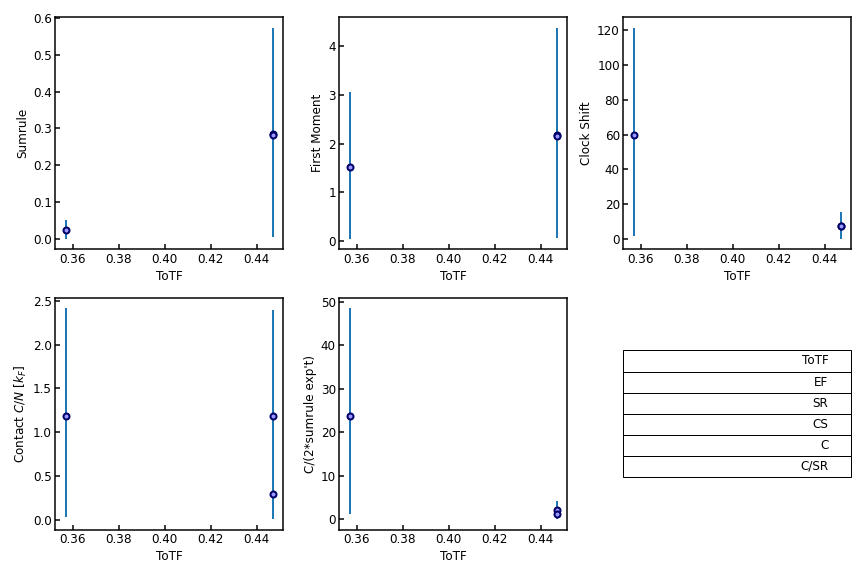 Sumrule
0.6
0.5
0.4
0.3
0.2
0.1
0.0
0.36 0.38 0.40 0.42 0.44
ToTF
First Moment
4
3
2
1
0
0.36 0.38 0.40 0.42 0.44
ToTF
Clock Shift
120
100
80
60
40
20
0
0.36 0.38 0.40 0.42 0.44
ToTF
Contact C/N [k_F]
2.5
2.0
1.5
1.0
0.5
0.0
0.36 0.38 0.40 0.42 0.44
ToTF
C/(2*sumrule exp't)
50
40
30
20
10
0
0.36 0.38 0.40 0.42 0.44
ToTF
ToTF
EF
SR
CS
C
C/SR